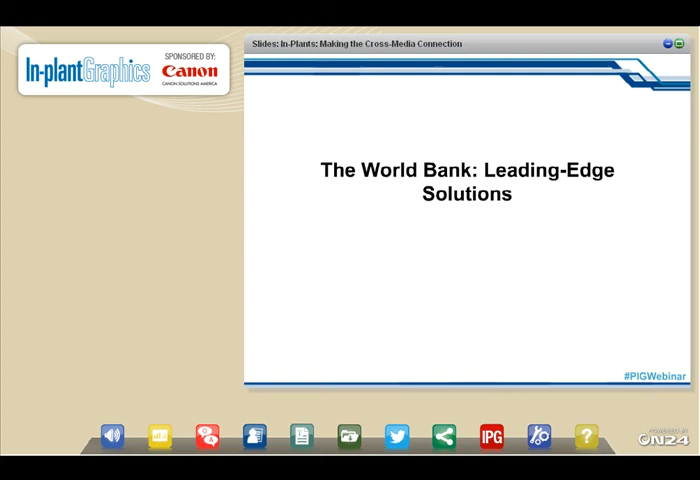 Slides: In-Plants: Making the Cross-Media Connection
In-plantGraphics
SPONSORED BY:
Canon
CANON SOLUTIONS AMERICA
The World Bank: Leading-Edge
Solutions
#PIGWebinar
Q
A
IPG
?
POWERED BY
ON24